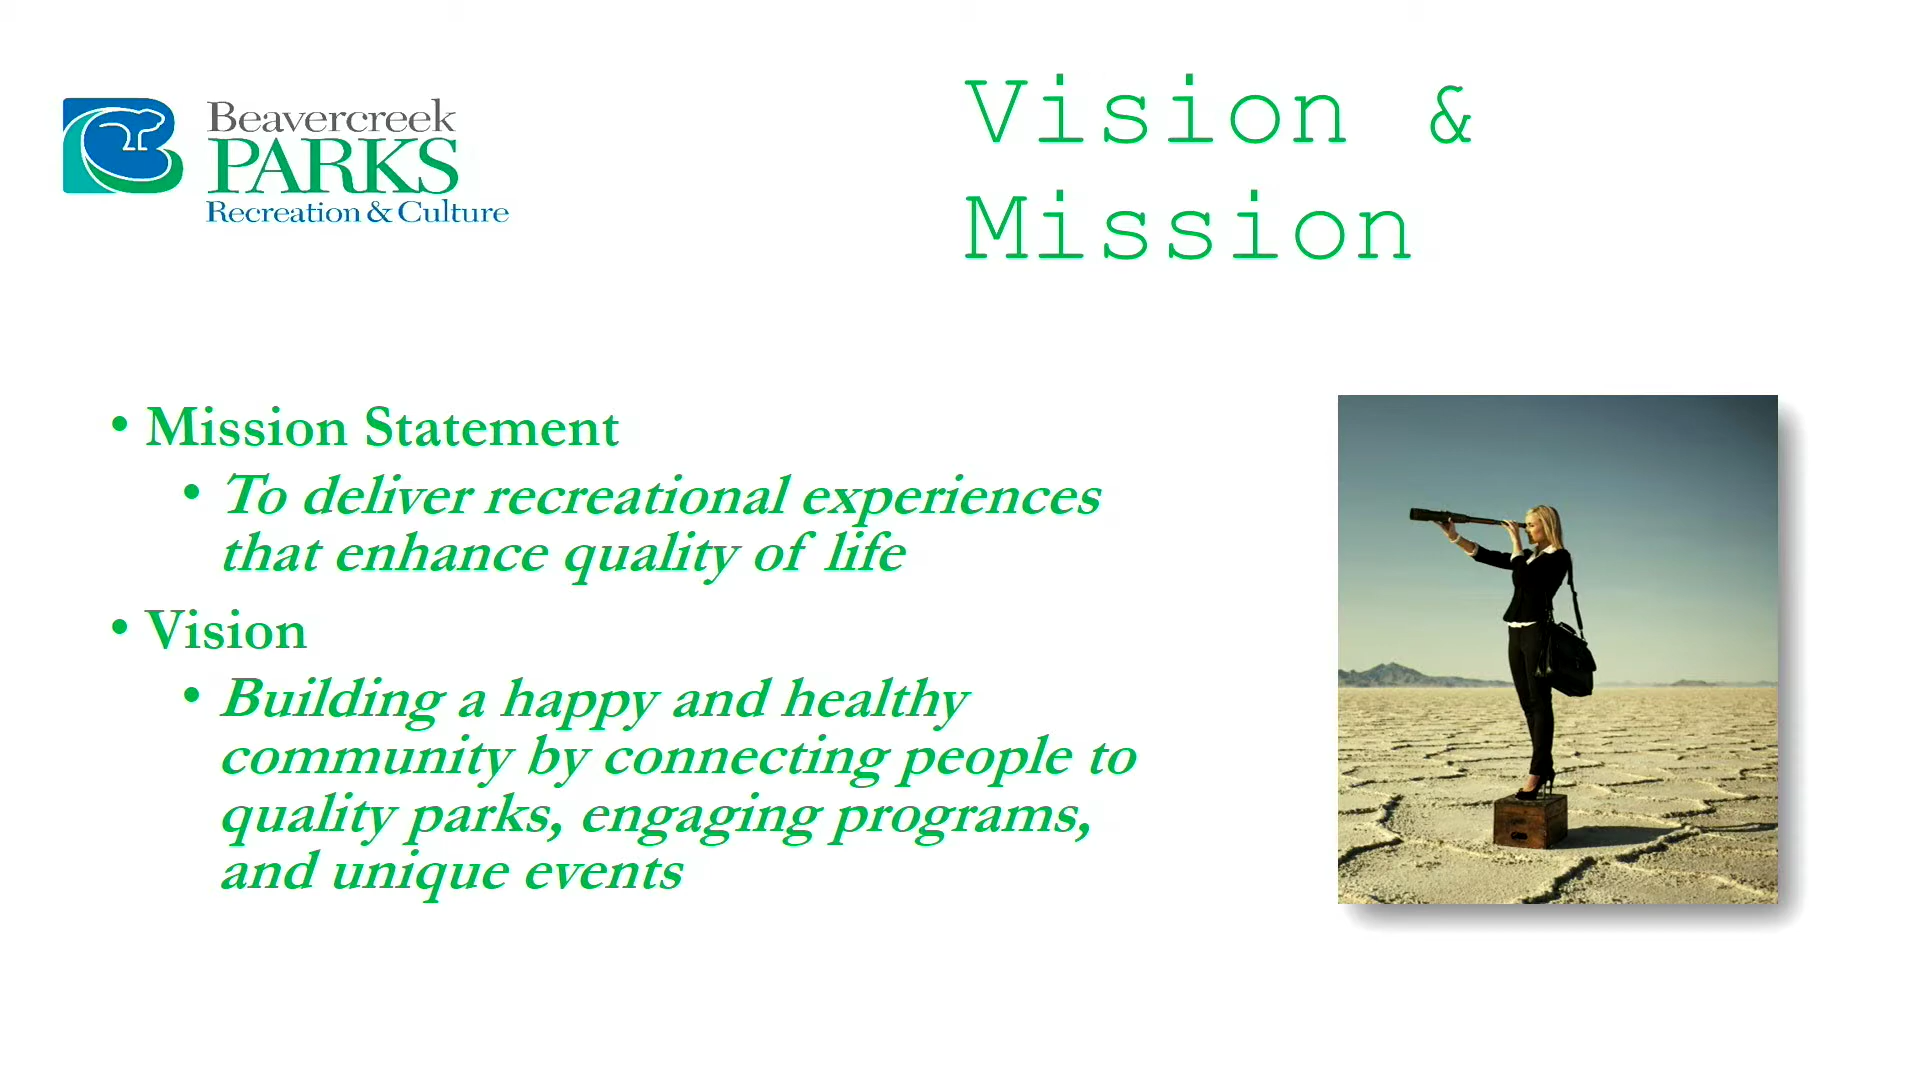 Beavercreek
PARKS
Recreation & Culture
Vision &
Mission
• Mission Statement
• To deliver recreational experiences
that enhance quality of life
• Vision
• Building a happy and healthy
community by connecting people to
quality parks, engaging programs,
and unique events